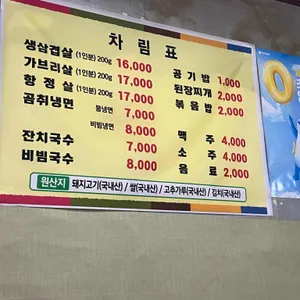 차림표
생삼겹살 (1인분) 200g 16,000
가브리살 (1인분) 200g 17,000
항정살 (1인분) 200g 17,000
곰취냉면 물냉면 7,000
비빔냉면 8,000
잔치국수 7,000
비빔국수 8,000
공기밥 1,000
된장찌개 2,000
볶음밥 2,000
맥주 4,000
소주 4,000
음료 2,000
원산지 돼지고기(국내산) / 쌀(국내산) / 고추가루(국내산) / 김치(국내산)